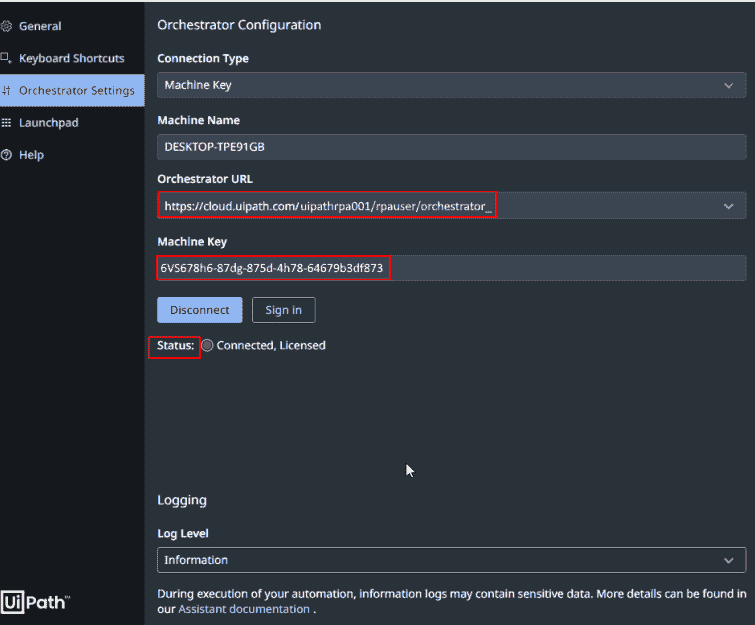 General
Keyboard Shortcuts
Orchestrator Settings
Launchpad
Help
Orchestrator Configuration
Connection Type
Machine Key
Machine Name
DESKTOP-TPE91GB
Orchestrator URL
https://cloud.uipath.com/uipathrpa001/rpauser/orchestrator_
Machine Key
6VS678h6-87dg-875d-4h78-64679b3df873
Disconnect Sign in
Status: Connected, Licensed
Logging
Log Level
Information
During execution of your automation, information logs may contain sensitive data. More details can be found in
our Assistant documentation .
UiPath™